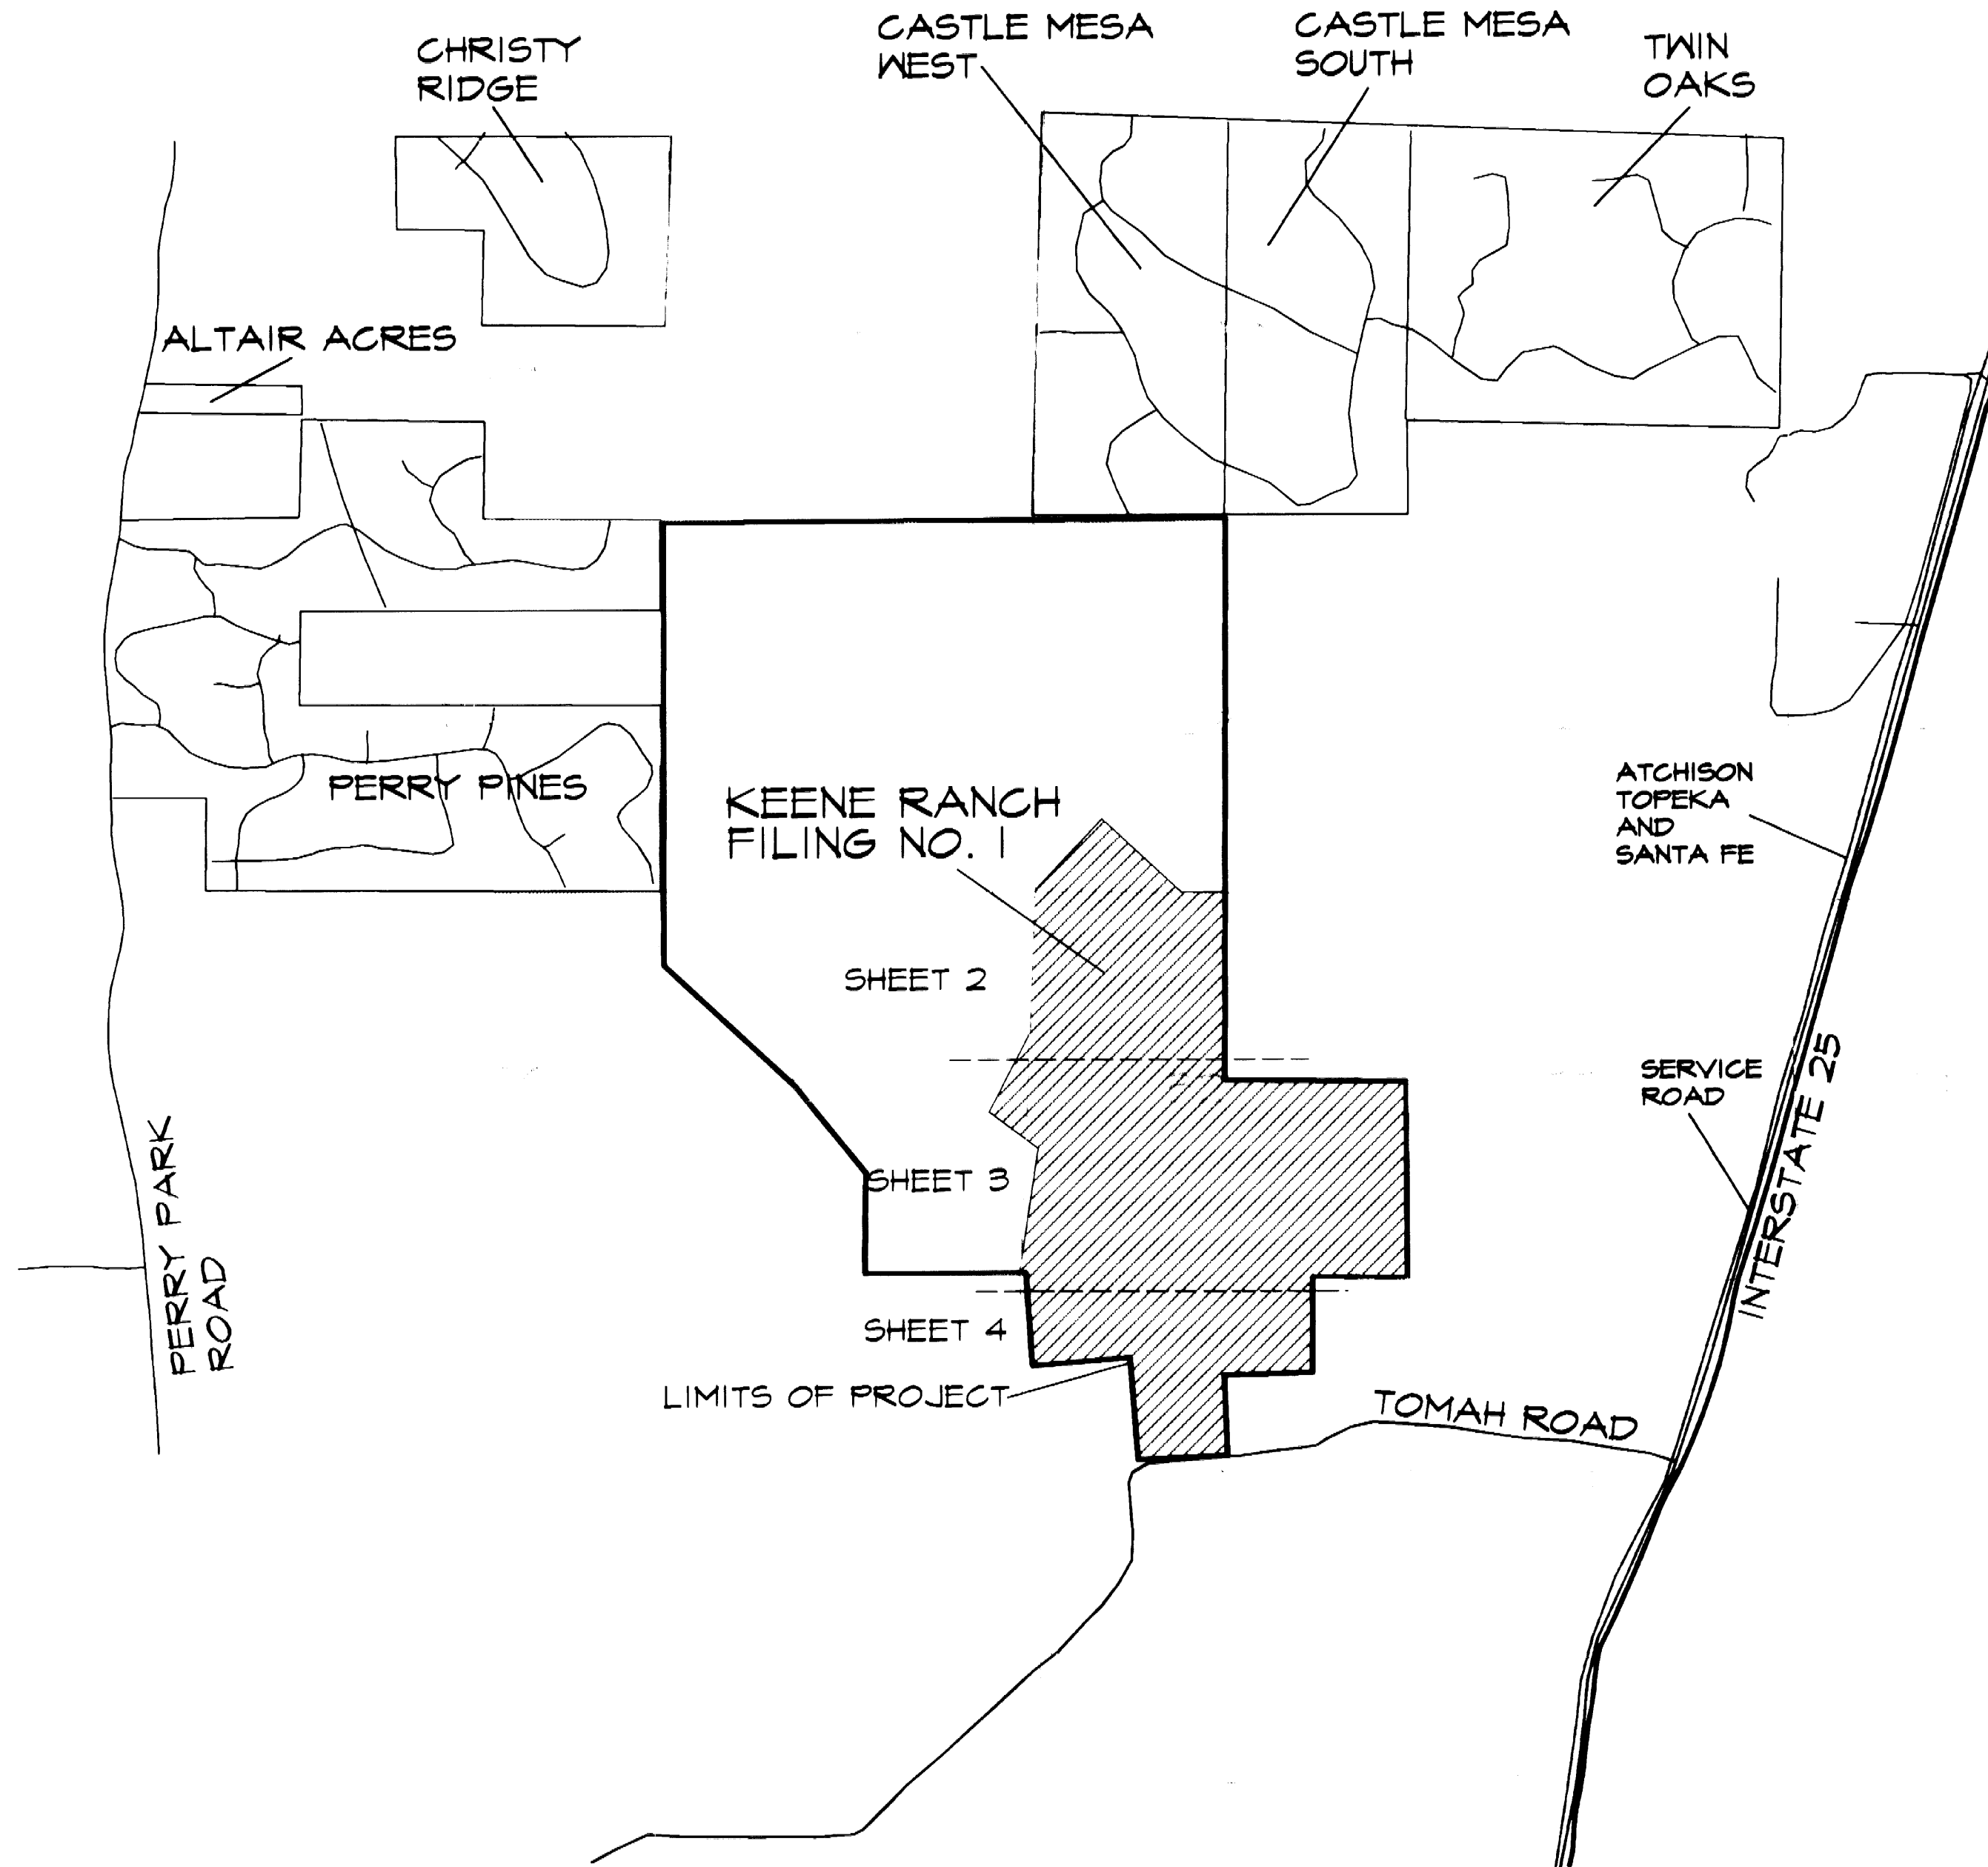 CHRISTY
RIDGE
CASTLE MESA
WEST
CASTLE MESA
SOUTH
TWIN
OAKS
ALTAIR ACRES
PERRY PINES
KEENE RANCH
FILING NO. 1
ATCHISON
TOPEKA
AND
SANTA FE
SHEET 2
SERVICE
ROAD
INTERSTATE 25
SHEET 3
PERRY PARK
ROAD
SHEET 4
LIMITS OF PROJECT
TOMAH ROAD